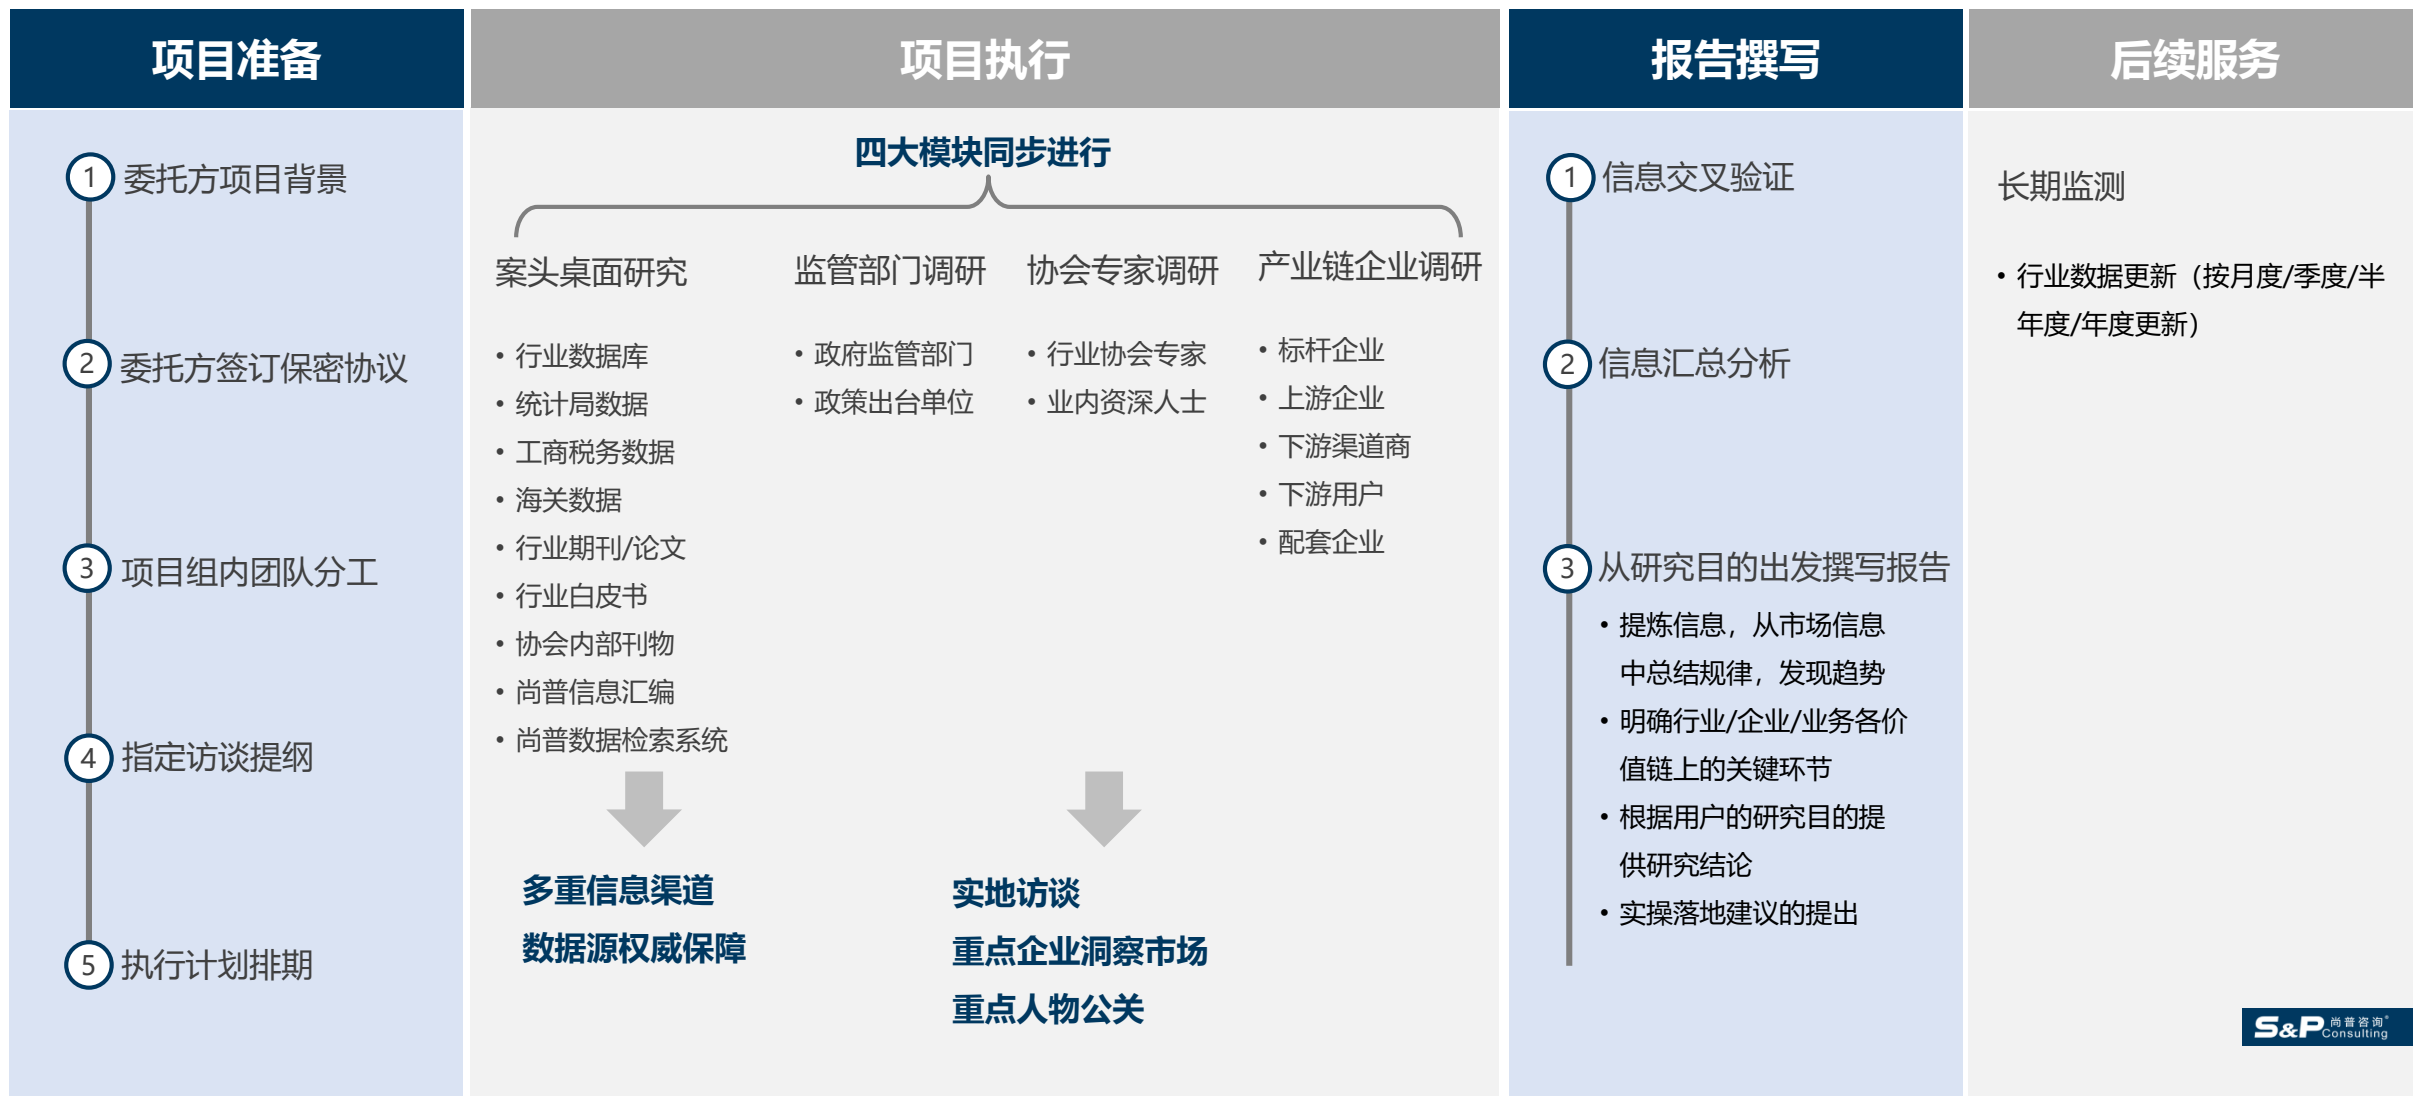 项目准备
1 委托方项目背景
2 委托方签订保密协议
3 项目组内团队分工
4 指定访谈提纲
5 执行计划排期
项目执行
四大模块同步进行
案头桌面研究
• 行业数据库
• 统计局数据
• 工商税务数据
• 海关数据
• 行业期刊/论文
• 行业白皮书
• 协会内部刊物
• 尚普信息汇编
• 尚普数据检索系统
监管部门调研
• 政府监管部门
• 政策出台单位
协会专家调研
• 行业协会专家
• 业内资深人士
产业链企业调研
• 标杆企业
• 上游企业
• 下游渠道商
• 下游用户
• 配套企业
多重信息渠道
数据源权威保障
实地访谈
重点企业洞察市场
重点人物公关
报告撰写
1 信息交叉验证
2 信息汇总分析
3 从研究目的出发撰写报告
• 提炼信息，从市场信息
中总结规律，发现趋势
• 明确行业/企业/业务各价
值链上的关键环节
• 根据用户的研究目的提
供研究结论
• 实操落地建议的提出
后续服务
长期监测
• 行业数据更新（按月度/季度/半
年度/年度更新）
S&P 尚普咨询®
Consulting